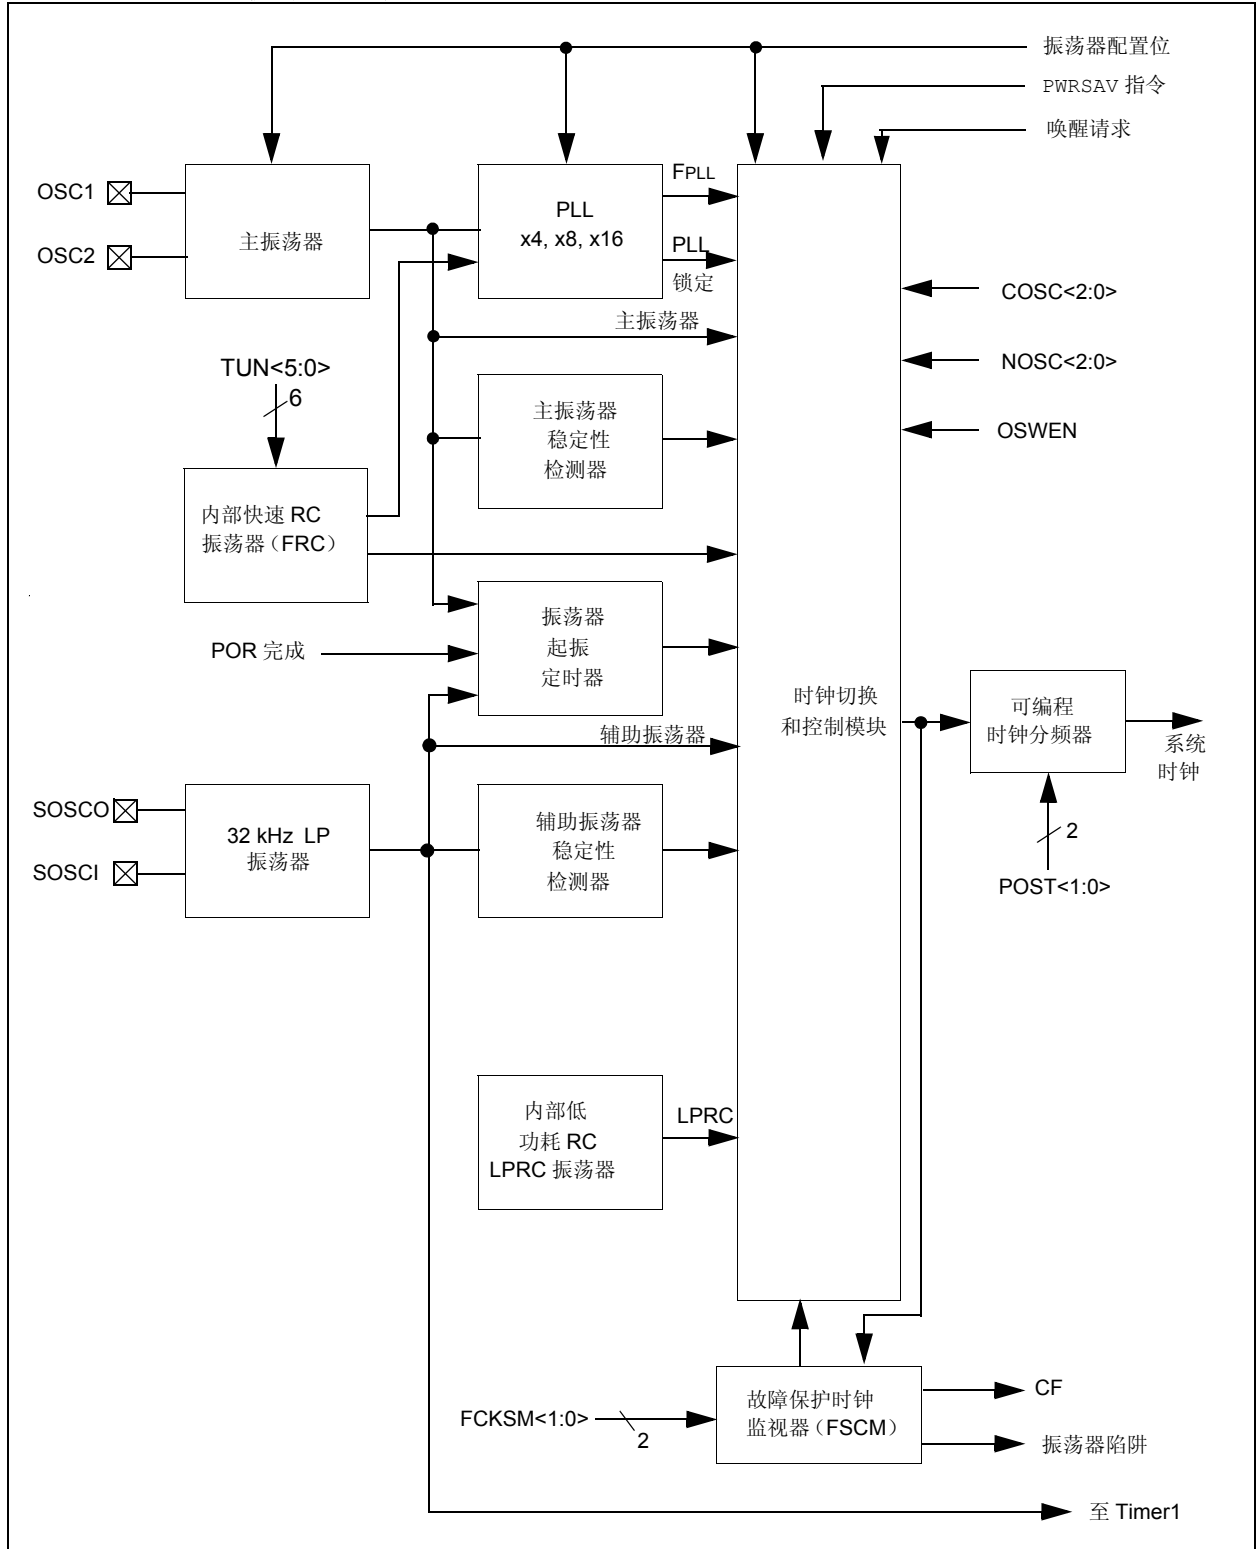 振荡器配置位
PWRSAV 指令
唤醒请求
OSC1
OSC2
主振荡器
PLL
x4, x8, x16
FPLL
PLL
锁定
主振荡器
COSC<2:0>
NOSC<2:0>
OSWEN
TUN<5:0>
6
主振荡器
稳定性
检测器
内部快速 RC
振荡器（FRC）
振荡器
起振
定时器
POR 完成
时钟切换
和控制模块
可编程
时钟分频器
系统
时钟
辅助振荡器
SOSCO
SOSCI
32 kHz LP
振荡器
辅助振荡器
稳定性
检测器
2
POST<1:0>
内部低
功耗 RC
LPRC 振荡器
LPRC
FCKSM<1:0>
2
故障保护时钟
监视器（FSCM）
CF
振荡器陷阱
至 Timer1